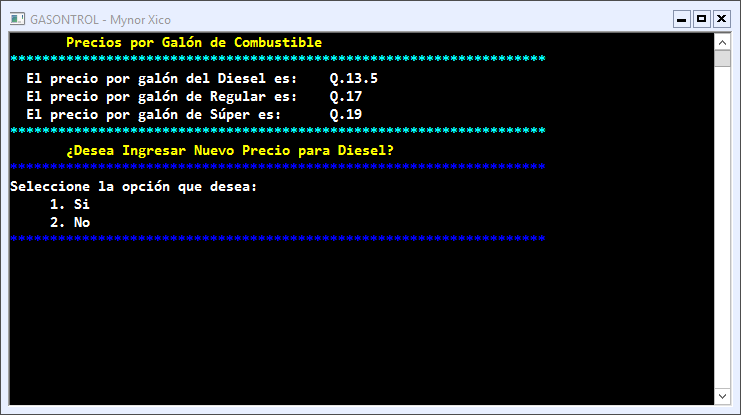 GASONTROL - Mynor Xico
Precios por Galón de Combustible
*******************************************************************
El precio por galón del Diesel es: Q.13.5
El precio por galón de Regular es: Q.17
El precio por galón de Súper es: Q.19
*******************************************************************
¿Desea Ingresar Nuevo Precio para Diesel?
*******************************************************************
Seleccione la opción que desea:
1. Si
2. No
*******************************************************************